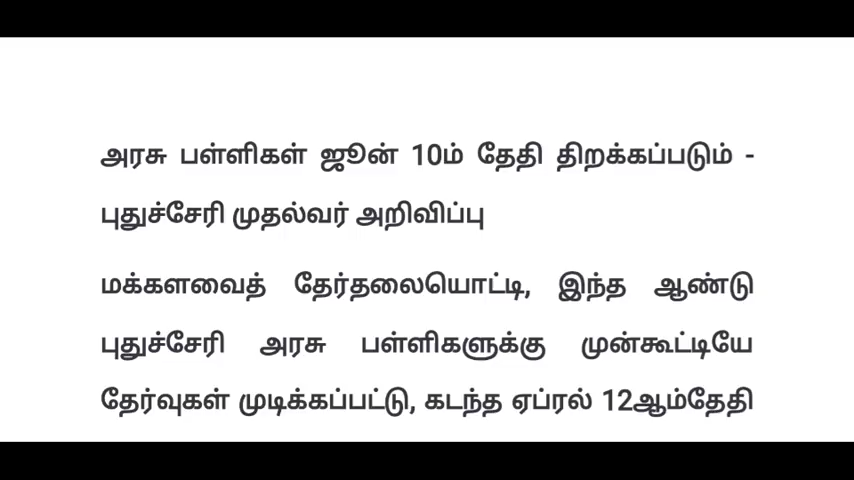 அரசு பள்ளிகள் ஜூன் 10ம் தேதி திறக்கப்படும் -
புதுச்சேரி முதல்வர் அறிவிப்பு
மக்களவைத் தேர்தலையொட்டி, இந்த ஆண்டு
புதுச்சேரி அரசு பள்ளிகளுக்கு முன்கூட்டியே
தேர்வுகள் முடிக்கப்பட்டு, கடந்த ஏப்ரல் 12ஆம்தேதி